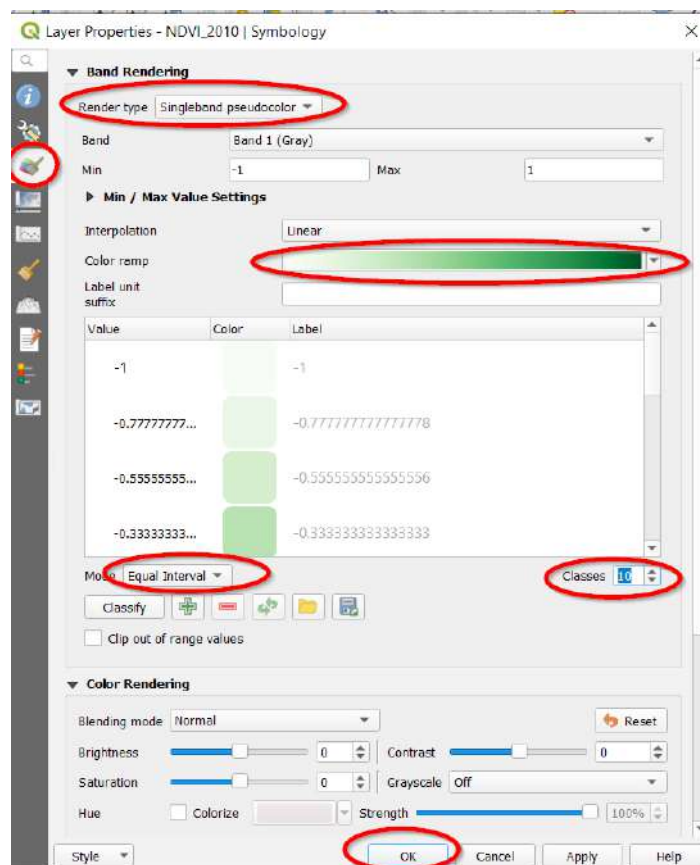 Layer Properties - NDVI_2010 | Symbology
Band Rendering
Render type Singleband pseudocolor
Band Band 1 (Gray)
Min -1 Max 1
Min / Max Value Settings
Interpolation Linear
Color ramp
Label unit
suffix
Value Color Label
-1 -1
-0.77777777... -0.777777777777778
-0.55555555... -0.555555555555556
-0.33333333... -0.333333333333333
Mode Equal Interval Classes 10
Classify
Clip out of range values
Color Rendering
Blending mode Normal Reset
Brightness 0 Contrast 0
Saturation 0 Grayscale Off
Hue Colorize Strength 100%
Style OK Cancel Apply Help